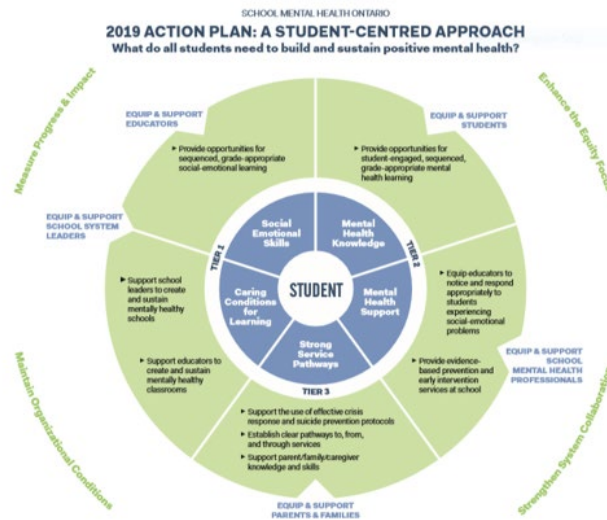 SCHOOL MENTAL HEALTH ONTARIO
2019 ACTION PLAN: A STUDENT-CENTRED APPROACH
What do all students need to build and sustain positive mental health?
Measure Progress & Impact
Enhance the Equity Focus
EQUIP & SUPPORT
EDUCATORS
▸ Provide opportunities for
sequenced, grade-appropriate
social-emotional learning
EQUIP & SUPPORT
STUDENTS
▸ Provide opportunities for
student-engaged, sequenced,
grade-appropriate mental
health learning
EQUIP & SUPPORT
SCHOOL SYSTEM
LEADERS
▸ Support school
leaders to create
and sustain
mentally healthy
schools
▸ Support educators to
create and sustain
mentally healthy
classrooms
TIER 1
Social
Emotional
Skills
Mental
Health
Knowledge
TIER 2
Caring
Conditions
for
Learning
STUDENT
Mental
Health
Support
Strong
Service
Pathways
TIER 3
▸ Equip educators to
notice and respond
appropriately to
students
experiencing
social-emotional
problems
▸ Provide evidence-
based prevention and
early intervention
services at school
EQUIP & SUPPORT
SCHOOL
MENTAL HEALTH
PROFESSIONALS
▸ Support the use of effective crisis
response and suicide prevention protocols
▸ Establish clear pathways to, from,
and through services
▸ Support parent/family/caregiver
knowledge and skills
EQUIP & SUPPORT
PARENTS & FAMILIES
Maintain Organizational Conditions
Strengthen System Collaboration